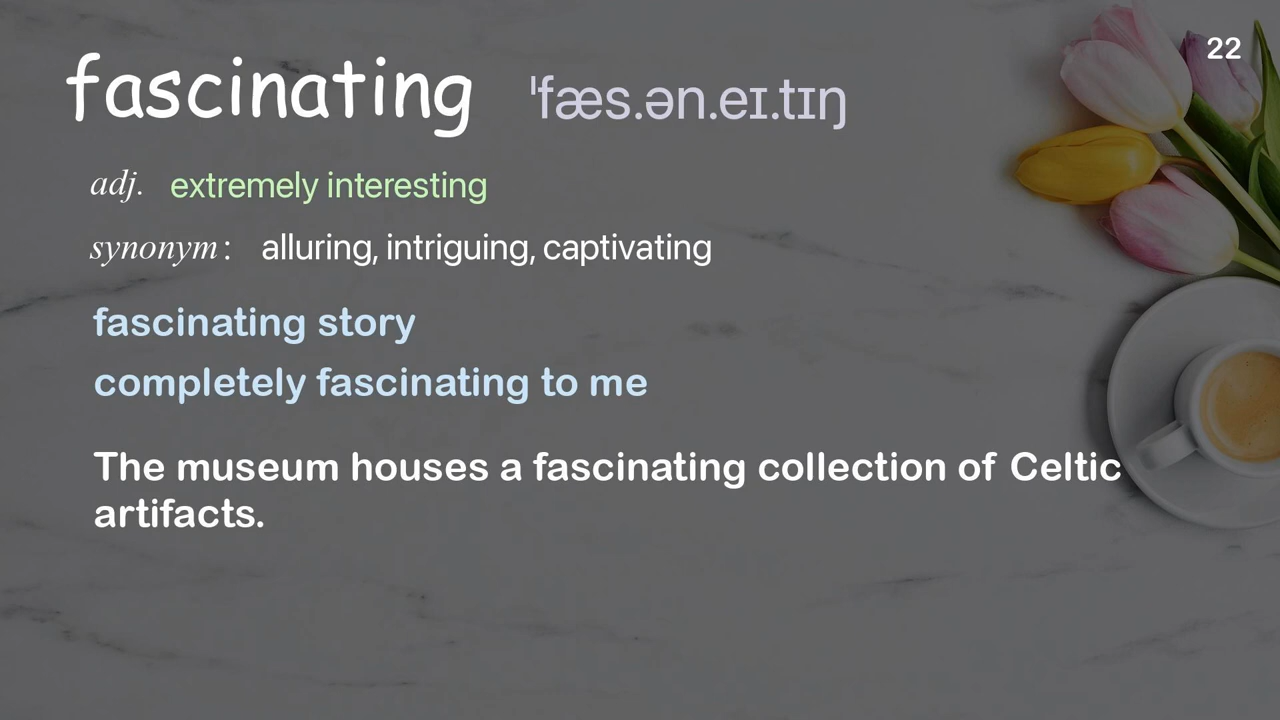 22
fascinating ˈfæs.ən.eɪ.tɪŋ
adj. extremely interesting
synonym: alluring, intriguing, captivating
fascinating story
completely fascinating to me
The museum houses a fascinating collection of Celtic
artifacts.